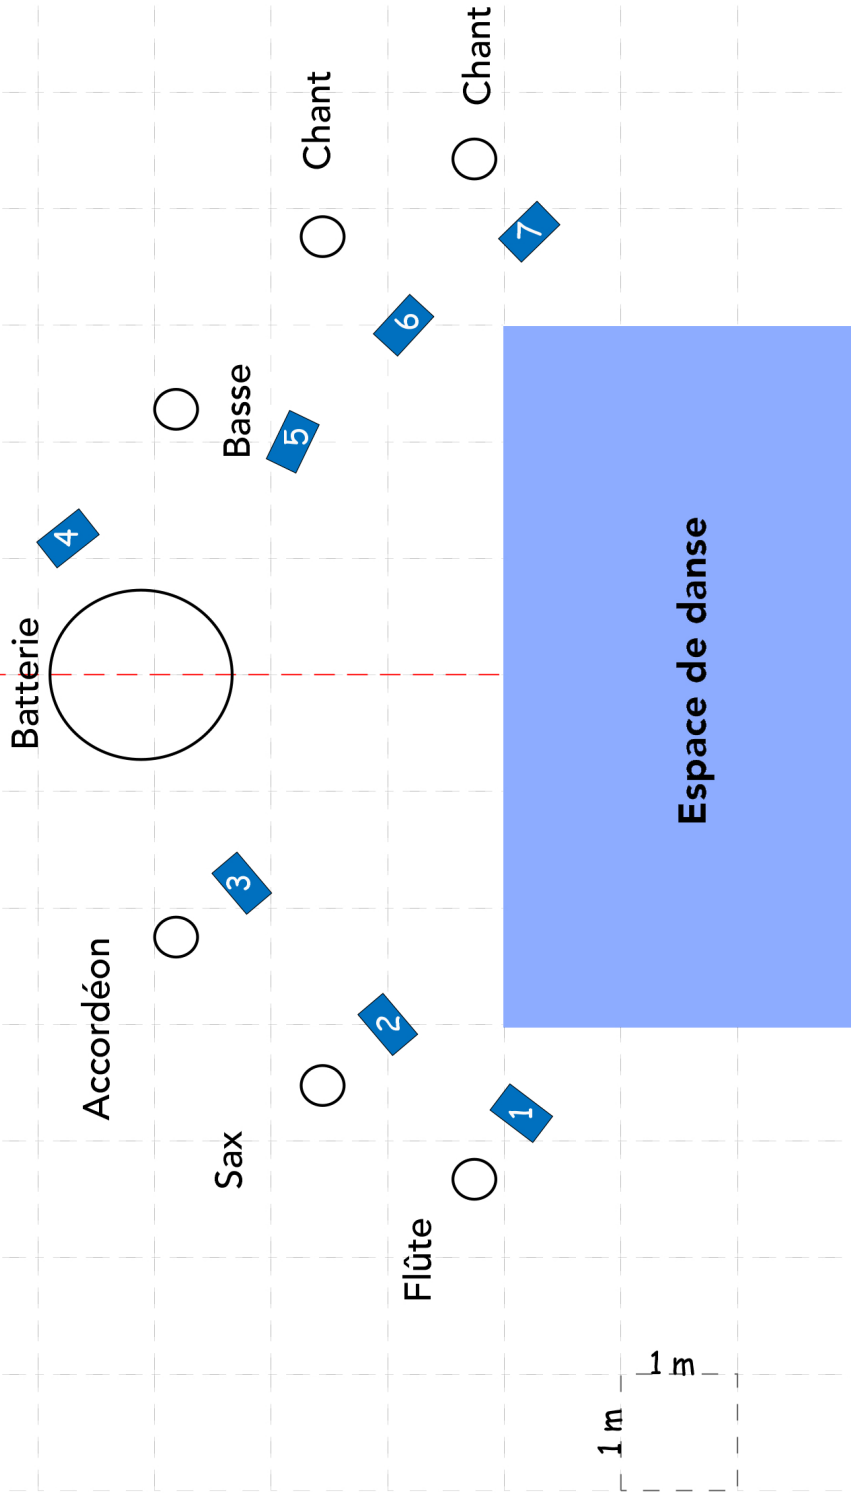 Batterie
4
Accordéon
Basse
Chant
3
5
Sax
2
6
Chant
Flûte
1
7
Espace de danse
1 m
1 m